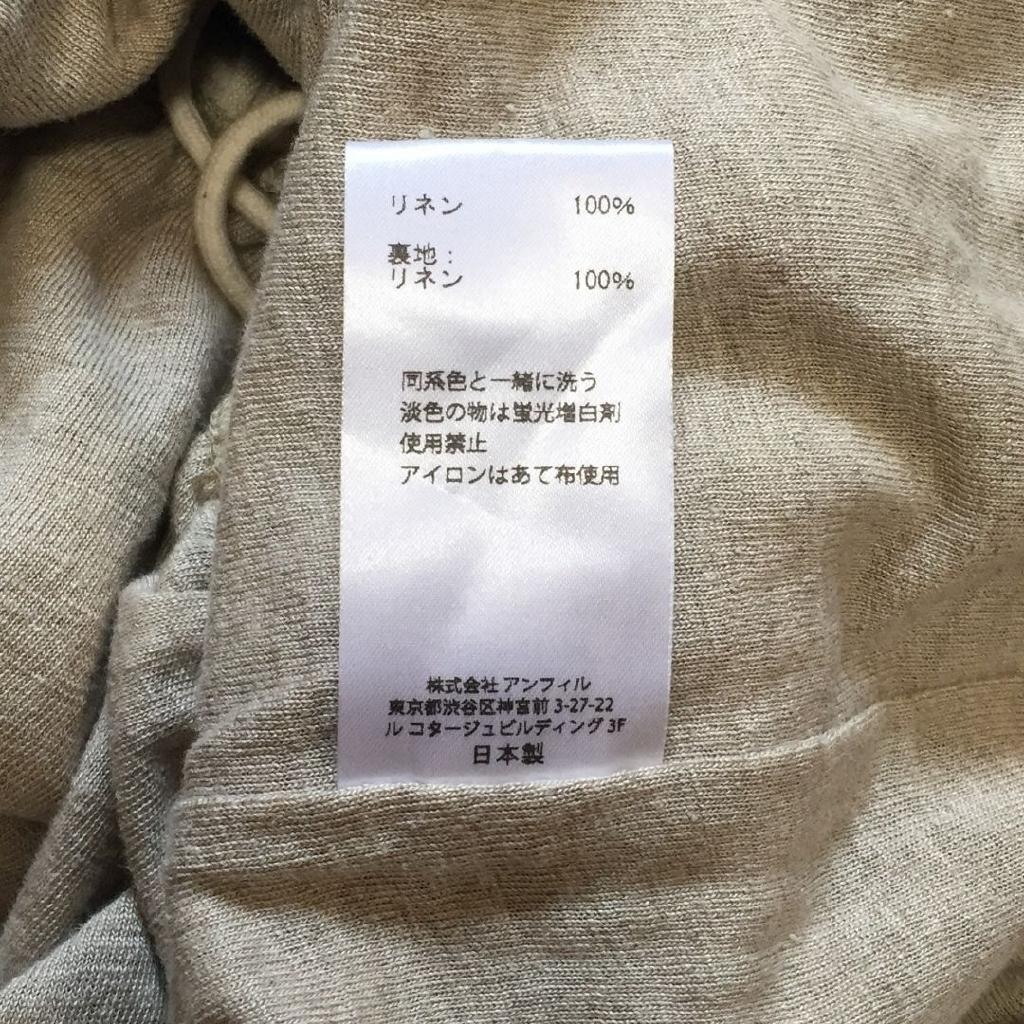 リネン 100%
裏地：
リネン 100%
同系色と一緒に洗う
淡色の物は蛍光増白剤
使用禁止
アイロンはあて布使用
株式会社アンフィル
東京都渋谷区神宮前 3-27-22
ル コタージュビルディング 3F
日本製